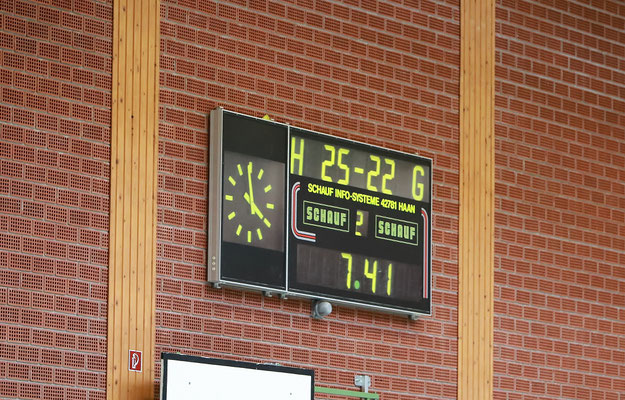 H 25-22 G
SCHAUF INFO-SYSTEME 42781 HAAN
SCHAUF 2 SCHAUF
7.41